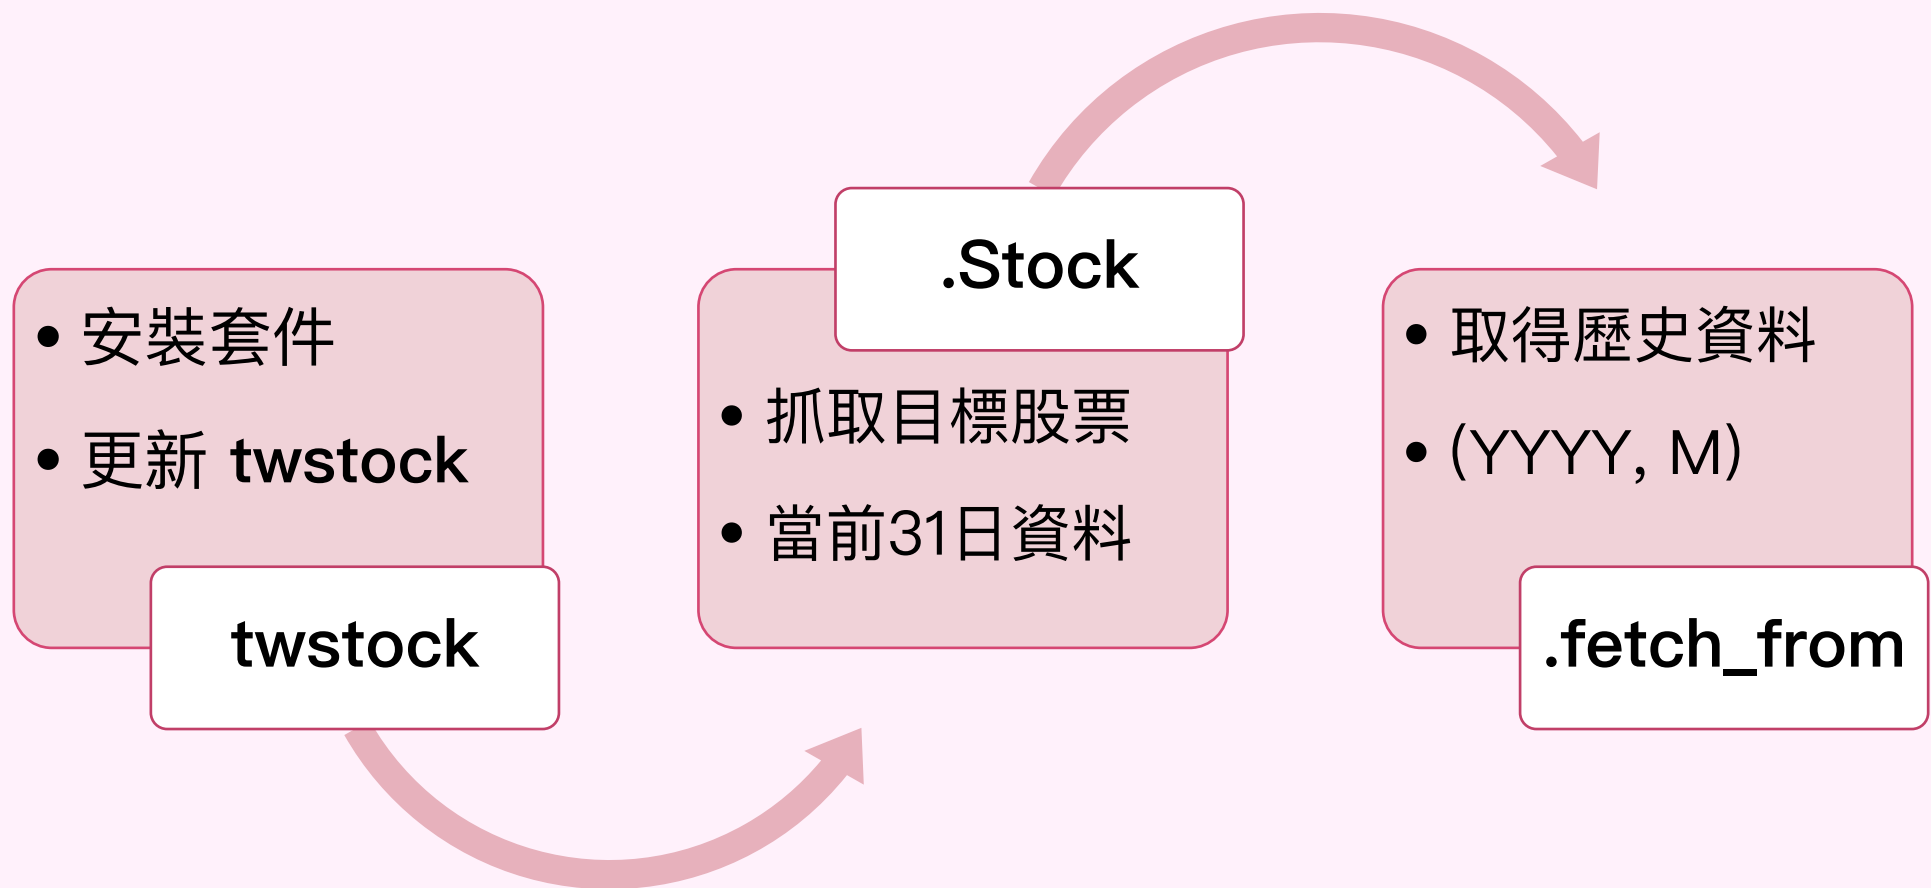 安裝套件
更新 twstock
twstock
.Stock
抓取目標股票
當前31日資料
取得歷史資料
(YYYY, M)
.fetch_from